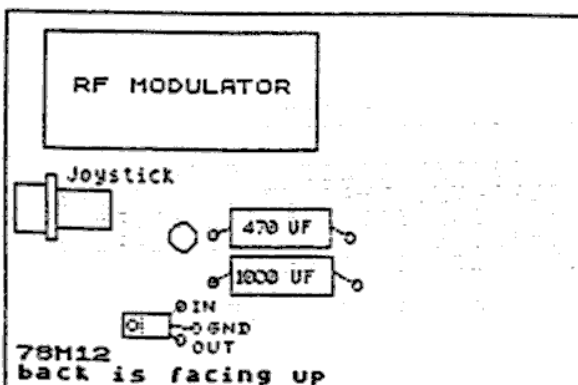 RF MODULATOR
Joystick
470 UF
1000 UF
IN
GND
OUT
78M12
back is facing up